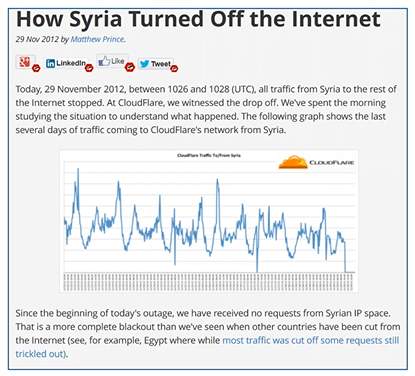 How Syria Turned Off the Internet
29 Nov 2012 by Matthew Prince.
LinkedIn Like Tweet
Today, 29 November 2012, between 1026 and 1028 (UTC), all traffic from Syria to the rest of
the Internet stopped. At CloudFlare, we witnessed the drop off. We've spent the morning
studying the situation to understand what happened. The following graph shows the last
several days of traffic coming to CloudFlare's network from Syria.
CloudFlare Traffic To/From Syria
CLOUDFLARE
Since the beginning of today's outage, we have received no requests from Syrian IP space.
That is a more complete blackout than we've seen when other countries have been cut from
the Internet (see, for example, Egypt where while most traffic was cut off some requests still
trickled out).